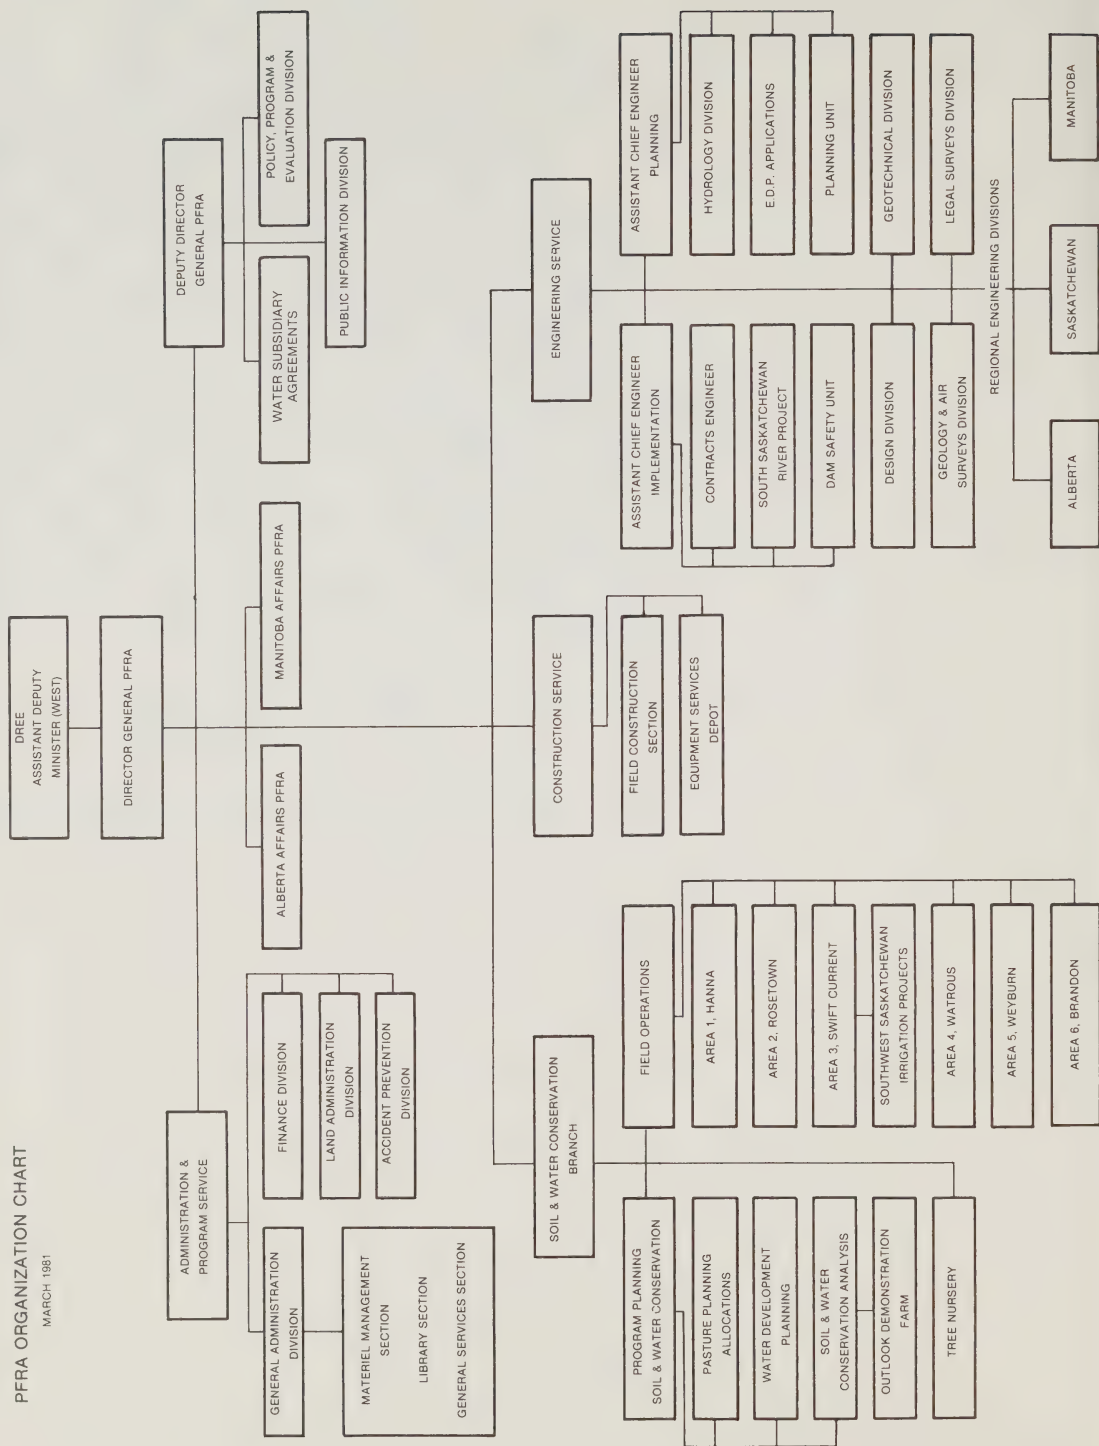 PFRA ORGANIZATION CHART
MARCH 1981
DREE
ASSISTANT DEPUTY
MINISTER (WEST)
DIRECTOR GENERAL PFRA
ADMINISTRATION &
PROGRAM SERVICE
DEPUTY DIRECTOR
GENERAL PFRA
GENERAL ADMINISTRATION
DIVISION
MATERIEL MANAGEMENT
SECTION
LIBRARY SECTION
GENERAL SERVICES SECTION
FINANCE DIVISION
LAND ADMINISTRATION
DIVISION
ACCIDENT PREVENTION
DIVISION
ALBERTA AFFAIRS PFRA
MANITOBA AFFAIRS PFRA
WATER SUBSIDIARY
AGREEMENTS
POLICY, PROGRAM &
EVALUATION DIVISION
PUBLIC INFORMATION DIVISION
SOIL & WATER CONSERVATION
BRANCH
PROGRAM PLANNING
SOIL & WATER CONSERVATION
PASTURE PLANNING
ALLOCATIONS
WATER DEVELOPMENT
PLANNING
SOIL & WATER
CONSERVATION ANALYSIS
OUTLOOK DEMONSTRATION
FARM
TREE NURSERY
FIELD OPERATIONS
AREA 1, HANNA
AREA 2, ROSETOWN
AREA 3, SWIFT CURRENT
SOUTHWEST SASKATCHEWAN
IRRIGATION PROJECTS
AREA 4, WATROUS
AREA 5, WEYBURN
AREA 6, BRANDON
CONSTRUCTION SERVICE
FIELD CONSTRUCTION
SECTION
EQUIPMENT SERVICES
DEPOT
ENGINEERING SERVICE
ASSISTANT CHIEF ENGINEER
IMPLEMENTATION
CONTRACTS ENGINEER
SOUTH SASKATCHEWAN
RIVER PROJECT
DAM SAFETY UNIT
DESIGN DIVISION
GEOLOGY & AIR
SURVEYS DIVISION
ASSISTANT CHIEF ENGINEER
PLANNING
HYDROLOGY DIVISION
E.D.P. APPLICATIONS
PLANNING UNIT
GEOTECHNICAL DIVISION
LEGAL SURVEYS DIVISION
REGIONAL ENGINEERING DIVISIONS
ALBERTA
SASKATCHEWAN
MANITOBA